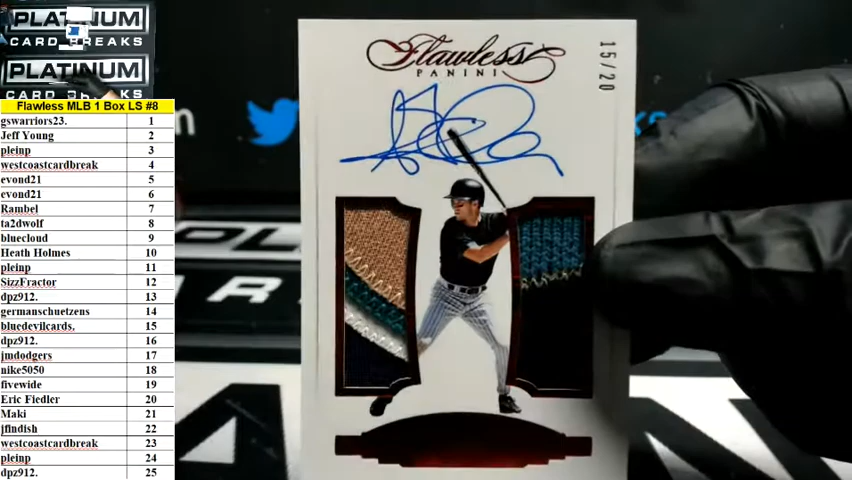 PLATINUM
CARD BREAKS
PLATINUM
CARD BREAKS
Flawless MLB 1 Box LS #8
gswarriors23. 1
Jeff Young 2
pleinp 3
westcoastcardbreak 4
evond21 5
evond21 6
Rambel 7
ta2dwolf 8
bluecloud 9
Heath Holmes 10
pleinp 11
SizzFractor 12
dpz912. 13
germanschuetzens 14
bluedevilcards, 15
dpz912. 16
jmdodgers 17
nike5050 18
fivewide 19
Eric Fiedler 20
Maki 21
jfindish 22
westcoastcardbreak 23
pleinp 24
dpz912. 25
Flawless
PANINI
15/20